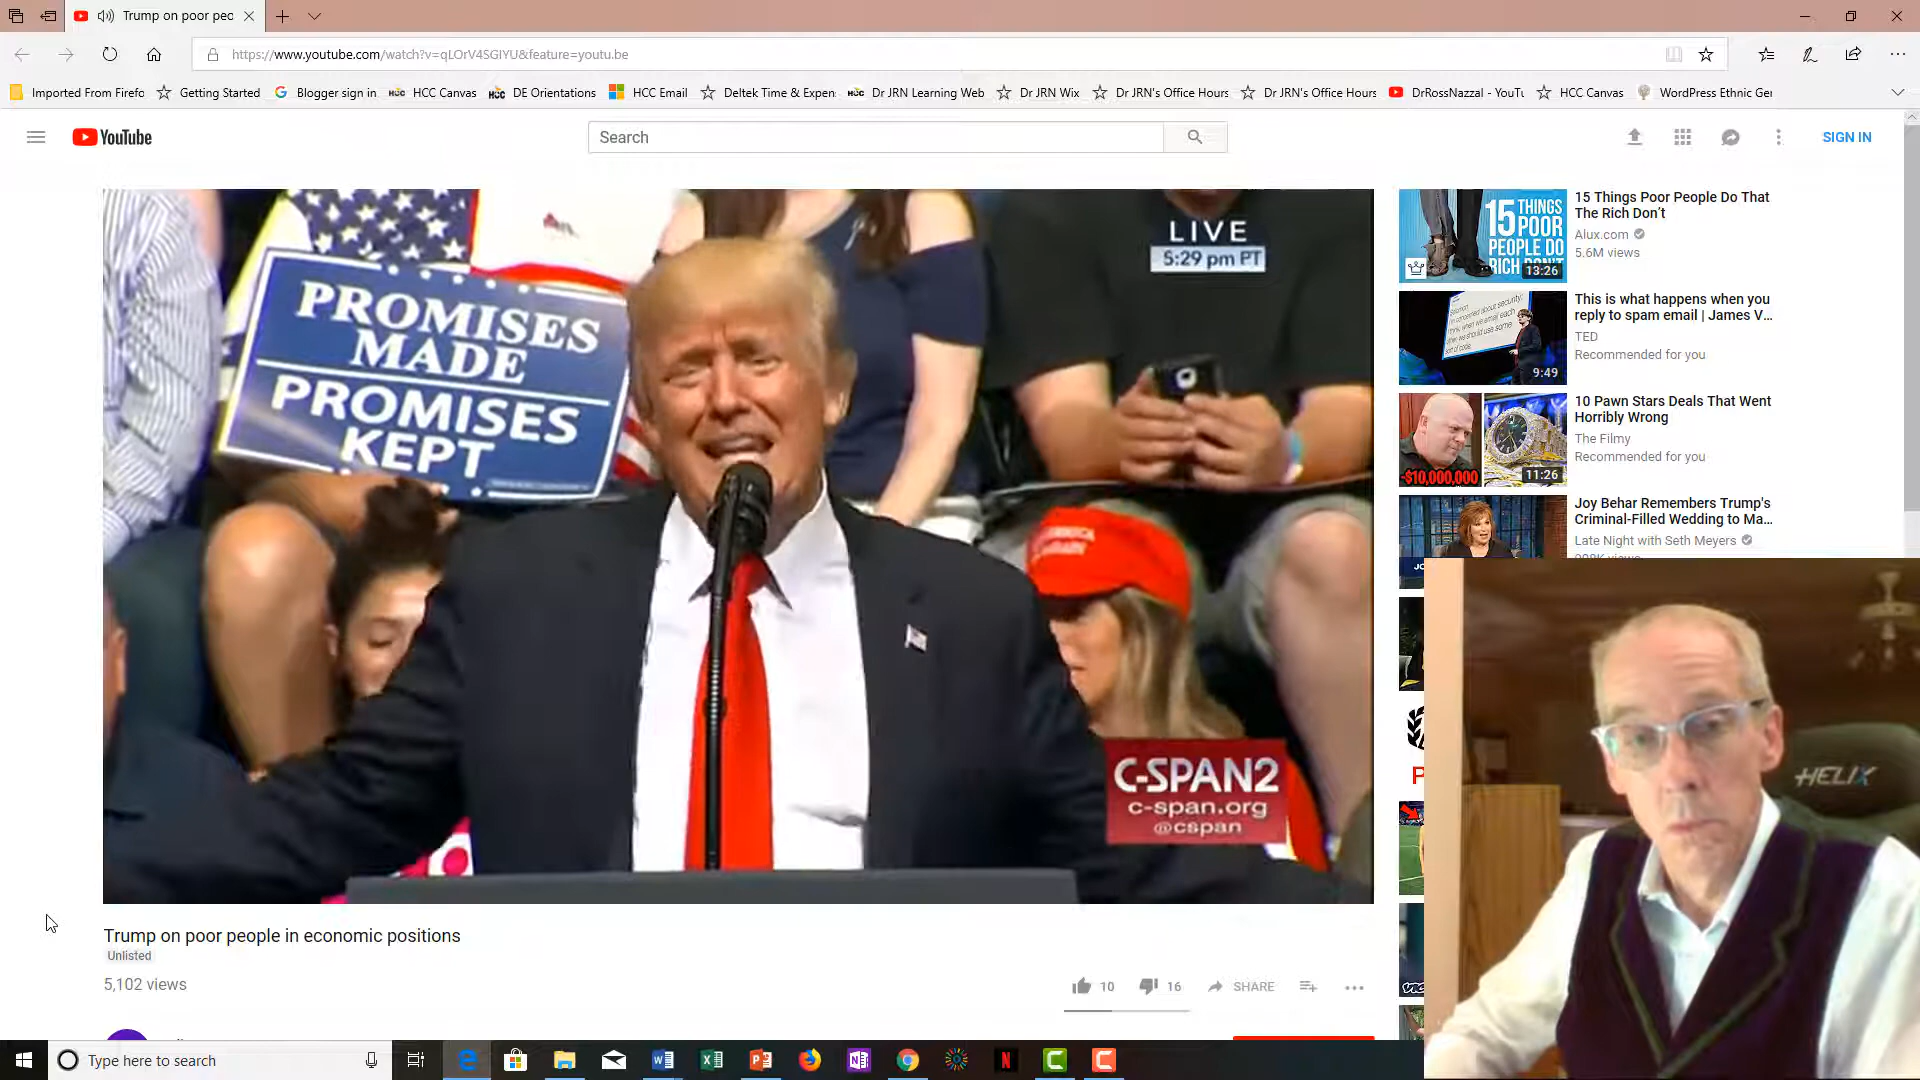 Trump on poor pec
https://www.youtube.com/watch?v=qLOrV4SGIYU&feature=youtu.be
Imported From Firefo
Getting Started
Blogger sign in
HCC Canvas
DE Orientations
HCC Email
Deltek Time & Expen
Dr JRN Learning Web
Dr JRN Wix
Dr JRN's Office Hours
Dr JRN's Office Hours
DrRossNazzal - YouTu
HCC Canvas
WordPress Ethnic Ger
YouTube
Search
SIGN IN
LIVE
5:29 pm PT
PROMISES
MADE
PROMISES
KEPT
C-SPAN2
c-span.org
@cspan
15 THINGS
POOR
PEOPLE DO
RICH DON'T
13:26
15 Things Poor People Do That
The Rich Don't
Alux.com
5.6M views
9:49
This is what happens when you
reply to spam email | James V...
TED
Recommended for you
-$10,000,000
11:26
10 Pawn Stars Deals That Went
Horribly Wrong
The Filmy
Recommended for you
Joy Behar Remembers Trump's
Criminal-Filled Wedding to Ma...
Late Night with Seth Meyers
HELIX
Trump on poor people in economic positions
Unlisted
5,102 views
10
16
SHARE
Type here to search